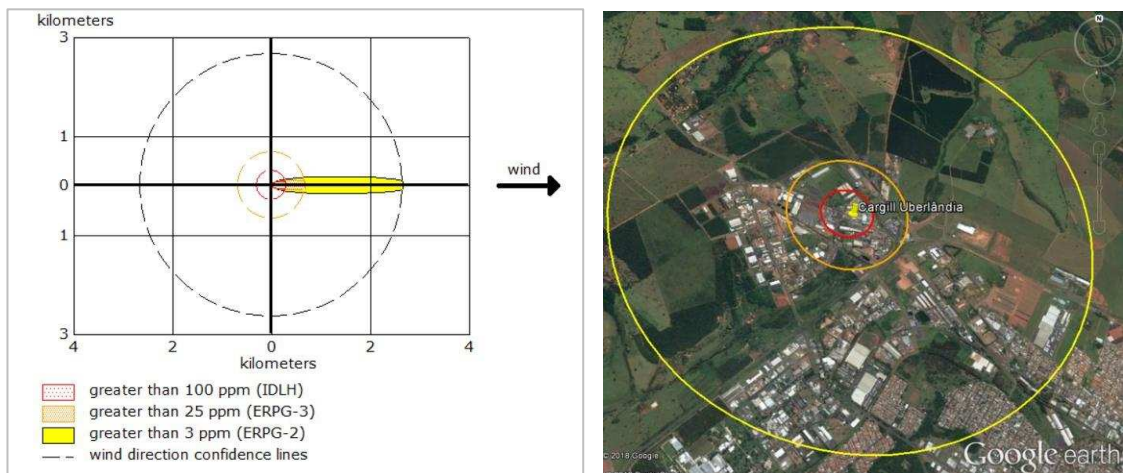 kilometers
3
1
0
1
3
4
2
0
2
4
kilometers
wind
greater than 100 ppm (IDLH)
greater than 25 ppm (ERPG-3)
greater than 3 ppm (ERPG-2)
wind direction confidence lines
N
Cargill Uberlândia
© 2018 Google
Google earth